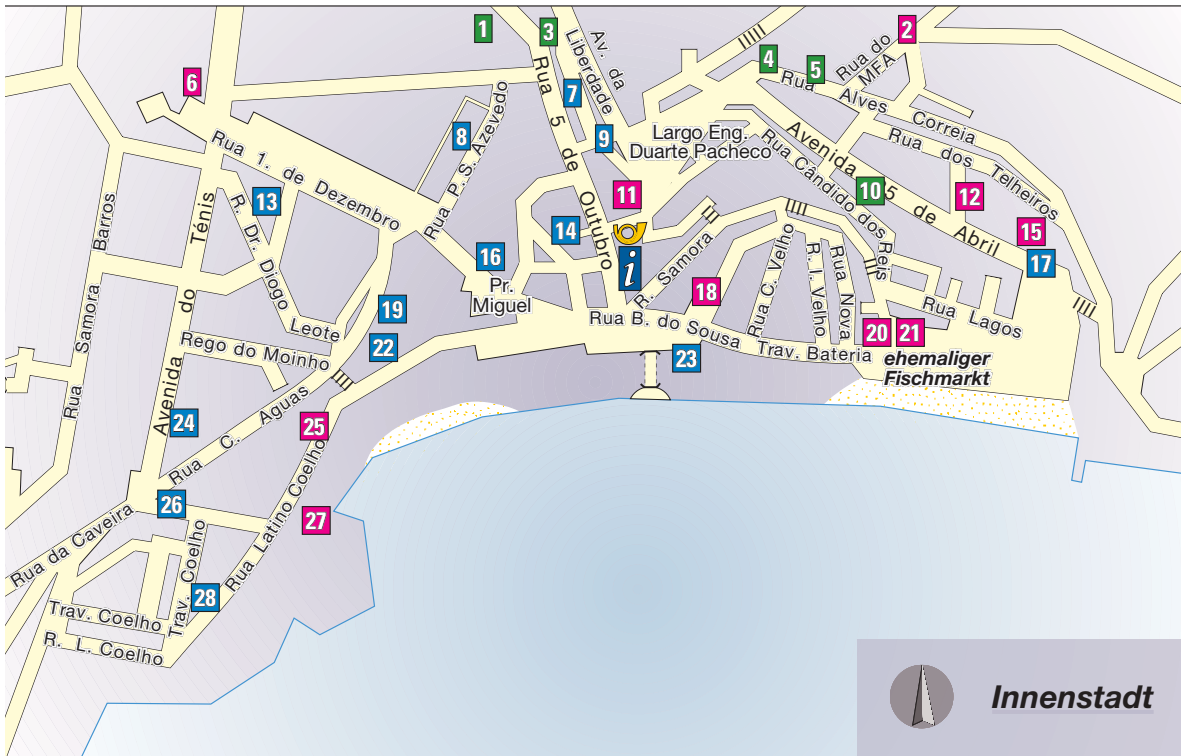 1
3
2
4
5
6
7
8
9
Av. da
Liberdade
Rua do
MFA
Rua Alves Correia
Rua 5 de Outubro
Rua P.S. Azevedo
Largo Eng.
Duarte Pacheco
Avenida 25 de Abril
Rua Cândido dos Reis
Rua dos Telheiros
Rua 1. de Dezembro
10
11
12
13
14
15
16
17
18
19
20
21
22
23
24
25
26
27
28
i
Rua Samora Barros
Avenida do Ténis
R. Dr. Diogo Leote
Pr.
Miguel
R. Samora
Rua C. Velho
R. I. Velho
Rua Nova
Rua Lagos
Rua B. do Sousa
Trav. Bateria
ehemaliger
Fischmarkt
Rego do Moinho
Rua C. Aguas
Rua Latino Coelho
Rua da Caveira
Trav. Coelho
Trav. Coelho
R. L. Coelho
Innenstadt